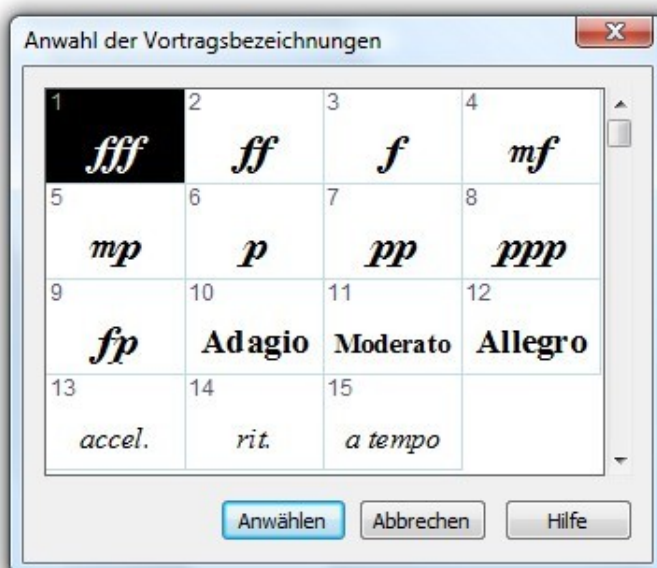 Anwahl der Vortragsbezeichnungen
1 2 3 4
fff ff f mf
5 6 7 8
mp p pp ppp
9 10 11 12
fp Adagio Moderato Allegro
13 14 15
accel. rit. a tempo
Anwählen Abbrechen Hilfe